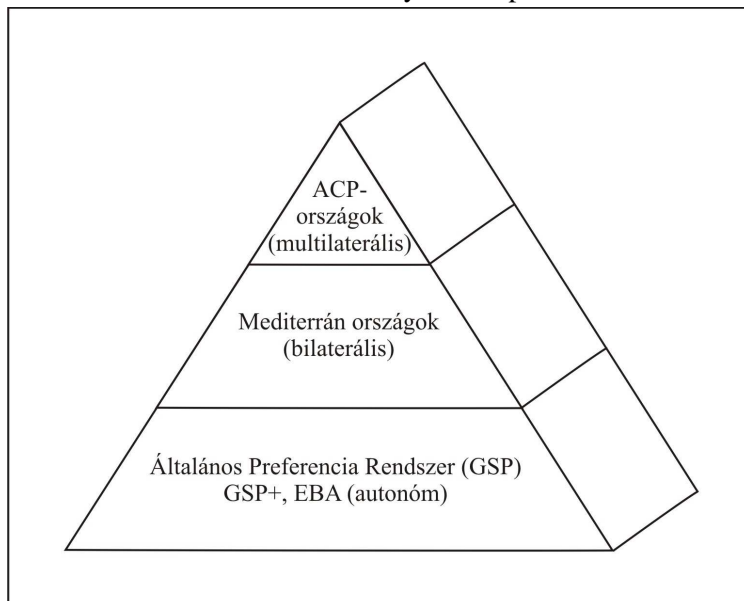 ACP-
országok
(multilaterális)
Mediterrán országok
(bilaterális)
Általános Preferencia Rendszer (GSP)
GSP+, EBA (autonóm)